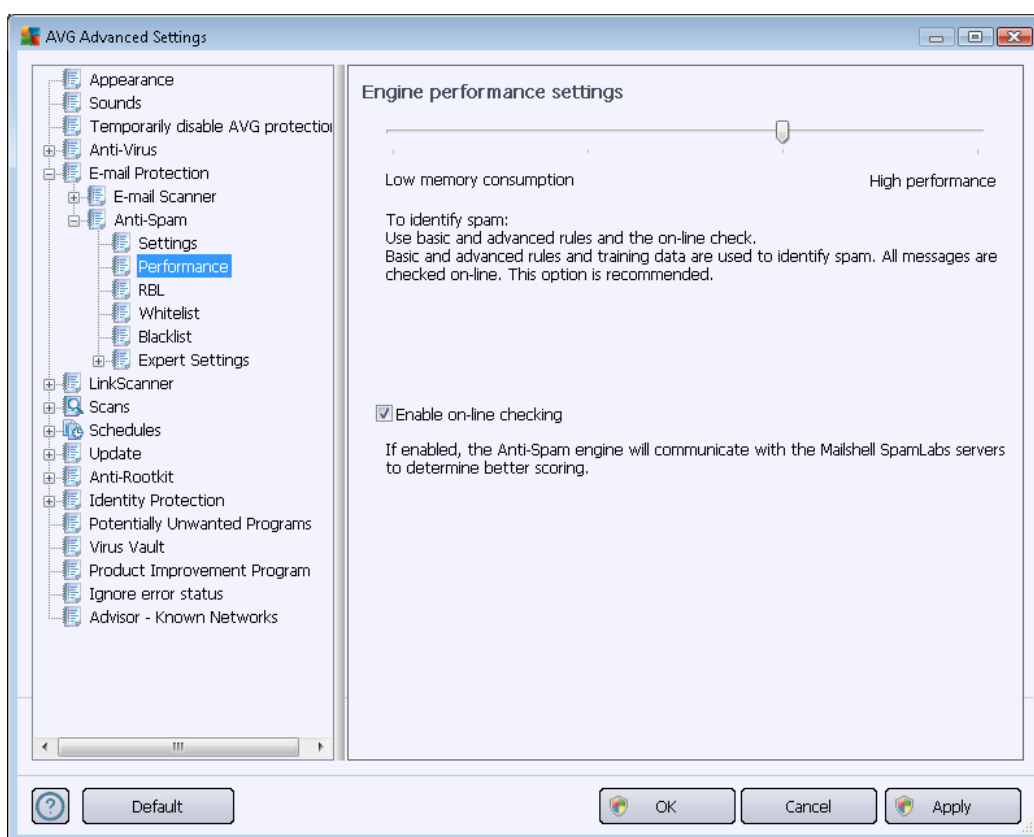 AVG Advanced Settings
Appearance
Sounds
Temporarily disable AVG protection
Anti-Virus
E-mail Protection
E-mail Scanner
Anti-Spam
Settings
Performance
RBL
Whitelist
Blacklist
Expert Settings
LinkScanner
Scans
Schedules
Update
Anti-Rootkit
Identity Protection
Potentially Unwanted Programs
Virus Vault
Product Improvement Program
Ignore error status
Advisor - Known Networks
Engine performance settings
Low memory consumption
High performance
To identify spam:
Use basic and advanced rules and the on-line check.
Basic and advanced rules and training data are used to identify spam. All messages are
checked on-line. This option is recommended.
Enable on-line checking
If enabled, the Anti-Spam engine will communicate with the Mailshell SpamLabs servers
to determine better scoring.
Default
OK
Cancel
Apply